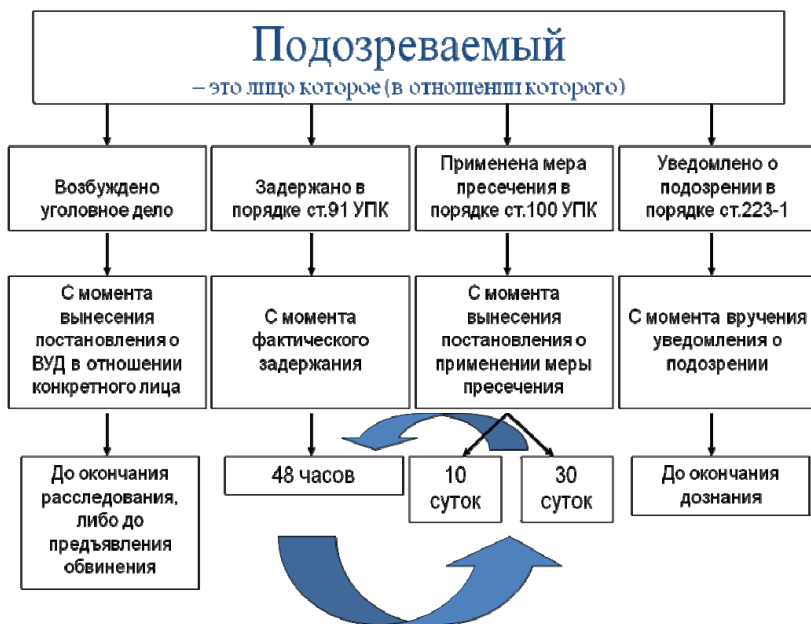 Подозреваемый
– это лицо которое (в отношении которого)
Возбуждено
уголовное дело
Задержано в
порядке ст.91 УПК
Применена мера
пресечения в
порядке ст.100 УПК
Уведомлено о
подозрении в
порядке ст.223-1
С момента
вынесения
постановления о
ВУД в отношении
конкретного лица
С момента
фактического
задержания
С момента
вынесения
постановления о
применении меры
пресечения
С момента вручения
уведомления о
подозрении
До окончания
расследования,
либо до
предъявления
обвинения
48 часов
10
суток
30
суток
До окончания
дознания